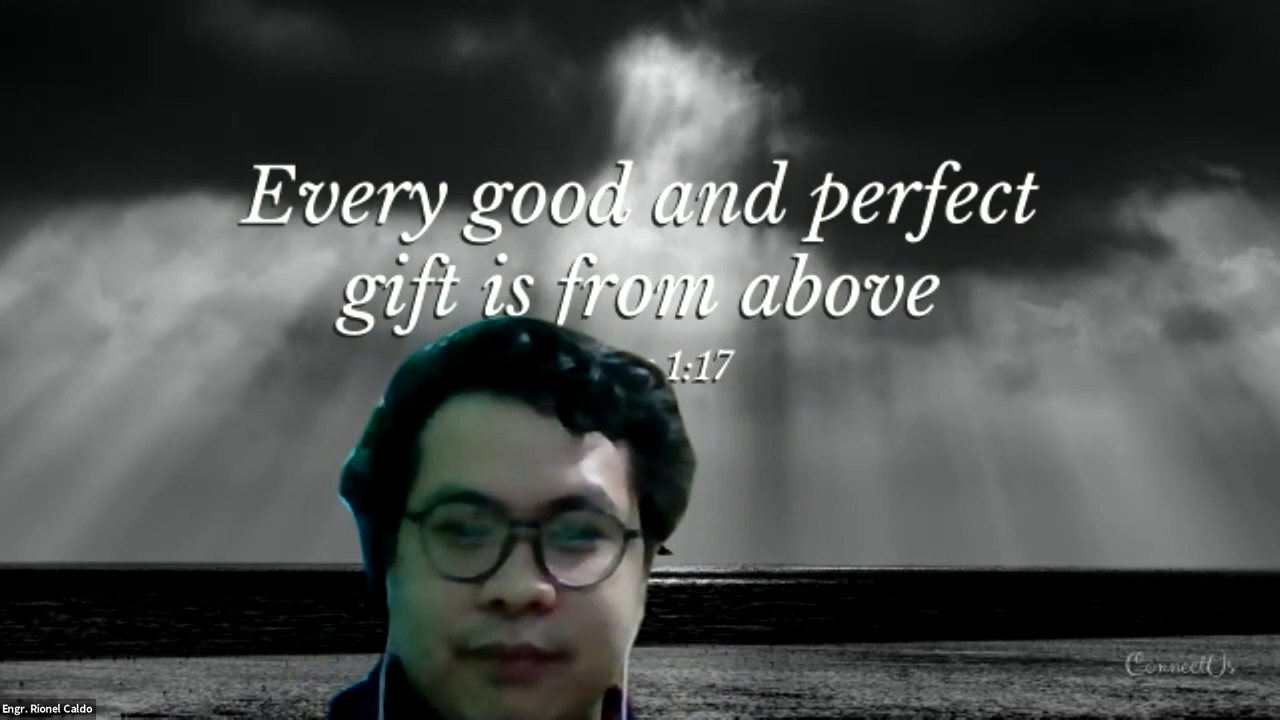 Every good and perfect
gift is from above
1:17
ConnectUs
Engr. Rionel Caldo